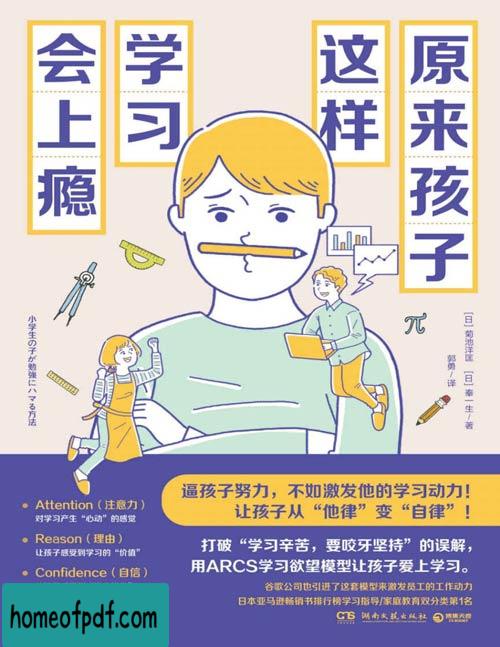 原来孩子
这样
学习
会上瘾
小学生の子が勉強にハマる方法
[日]菊池洋匡 [日]秦一生 著
郭勇 译
π
• Attention（注意力）
对学习产生“心动”的感觉
• Reason（理由）
让孩子感受到学习的“价值”
• Confidence（自信）
逼孩子努力，不如激发他的学习动力！
让孩子从“他律”变“自律”！
打破“学习辛苦，要咬牙坚持”的误解，
用ARCS学习欲望模型让孩子爱上学习。
谷歌公司也引进了这套模型来激发员工的工作动力
日本亚马逊畅销书排行榜学习指导/家庭教育双分类第1名
湖南文艺出版社
博集天卷
homeofpdf.com